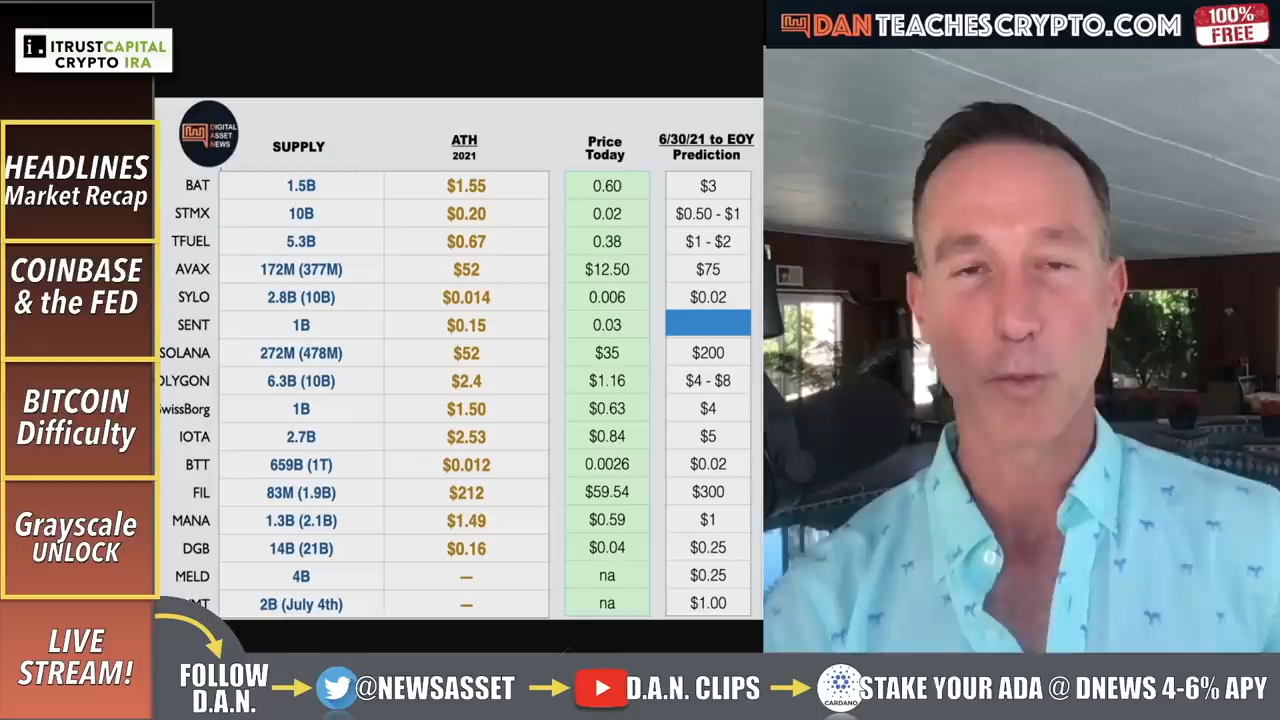 i. ITRUSTCAPITAL
CRYPTO IRA
HEADLINES
Market Recap
COINBASE
& the FED
BITCOIN
Difficulty
Grayscale
UNLOCK
LIVE
STREAM!
DIGITAL
ASSET
NEWS
SUPPLY
ATH
2021
Price
Today
6/30/21 to EOY
Prediction
BAT 1.5B $1.55 0.60 $3
STMX 10B $0.20 0.02 $0.50 - $1
TFUEL 5.3B $0.67 0.38 $1 - $2
AVAX 172M (377M) $52 $12.50 $75
SYLO 2.8B (10B) $0.014 0.006 $0.02
SENT 1B $0.15 0.03
SOLANA 272M (478M) $52 $35 $200
OLYGON 6.3B (10B) $2.4 $1.16 $4 - $8
SwissBorg 1B $1.50 $0.63 $4
IOTA 2.7B $2.53 $0.84 $5
BTT 659B (1T) $0.012 0.0026 $0.02
FIL 83M (1.9B) $212 $59.54 $300
MANA 1.3B (2.1B) $1.49 $0.59 $1
DGB 14B (21B) $0.16 $0.04 $0.25
MELD 4B — na $0.25
2B (July 4th) — na $1.00
DAN TEACHESCRYPTO.COM
100%
FREE
FOLLOW
D.A.N.
@NEWSASSET
D.A.N. CLIPS
CARDANO
STAKE YOUR ADA @ DNEWS 4-6% APY